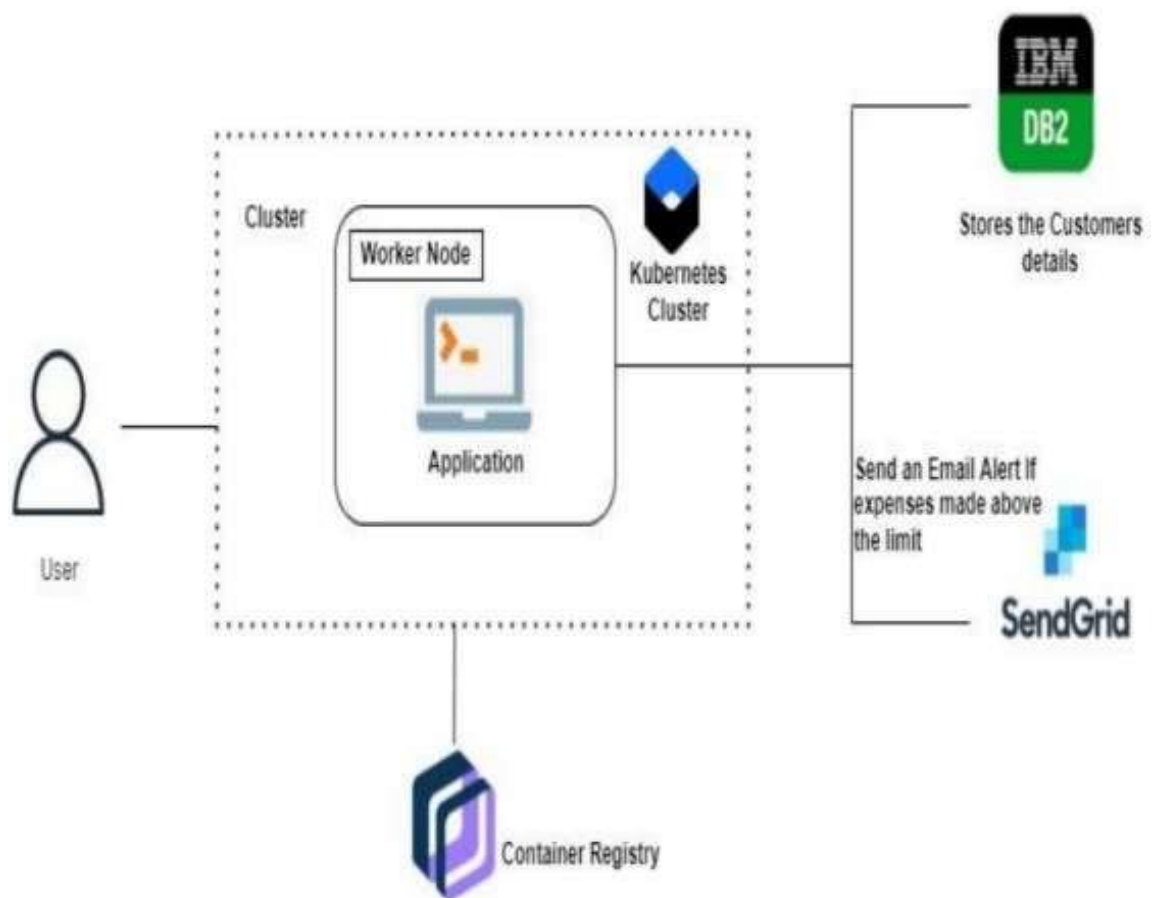 IBM
DB2
Stores the Customers
details
Cluster
Worker Node
Kubernetes
Cluster
Application
User
Send an Email Alert If
expenses made above
the limit
SendGrid
Container Registry